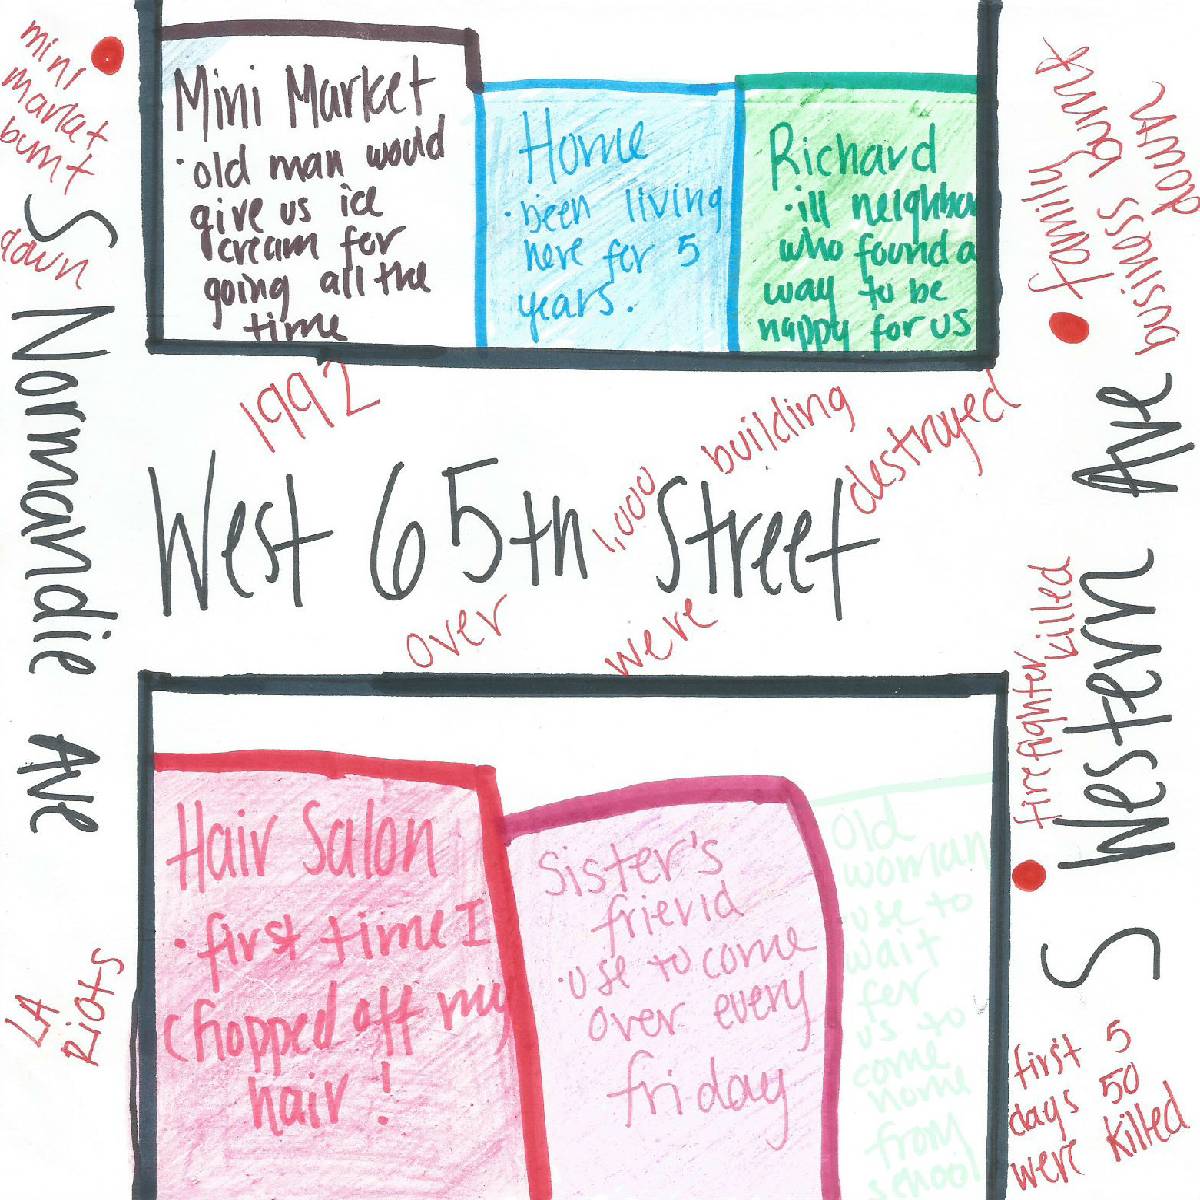 mini
market
burnt
down
S Normandie Ave
LA
RIOTS
Mini Market
·old man would
give us ice
cream for
going all the
time
Home
·been living
here for 5
years.
Richard
·ill neighbor
who found a
way to be
happy for us
family burnt
business down
1992
over 1,000 building
were destroyed
West 65th Street
S Western Ave
firefighter
killed
first 5
days 50
were killed
Hair Salon
·first time I
chopped off my
hair!
Sister's
friend
·use to come
over every
friday
Old
woman
use to
wait
for
us to
come
home
from
school